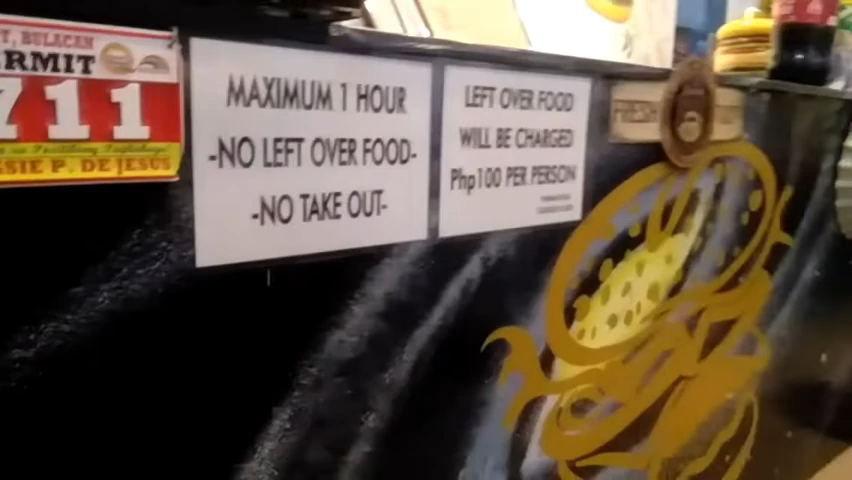 T, BULACAN
ERMIT
711
SIE P. DE JESUS
MAXIMUM 1 HOUR
-NO LEFT OVER FOOD-
-NO TAKE OUT-
LEFT OVER FOOD
WILL BE CHARGED
Php100 PER PERSON
FRESH